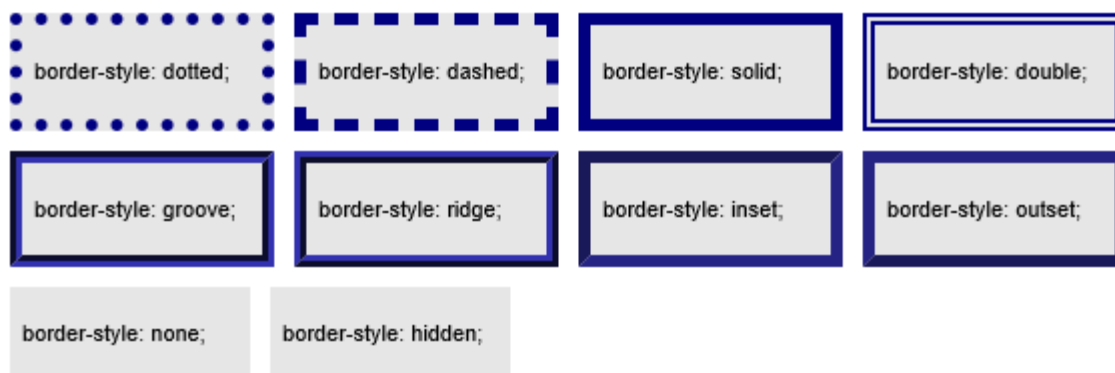 border-style: dotted;
border-style: dashed;
border-style: solid;
border-style: double;
border-style: groove;
border-style: ridge;
border-style: inset;
border-style: outset;
border-style: none;
border-style: hidden;